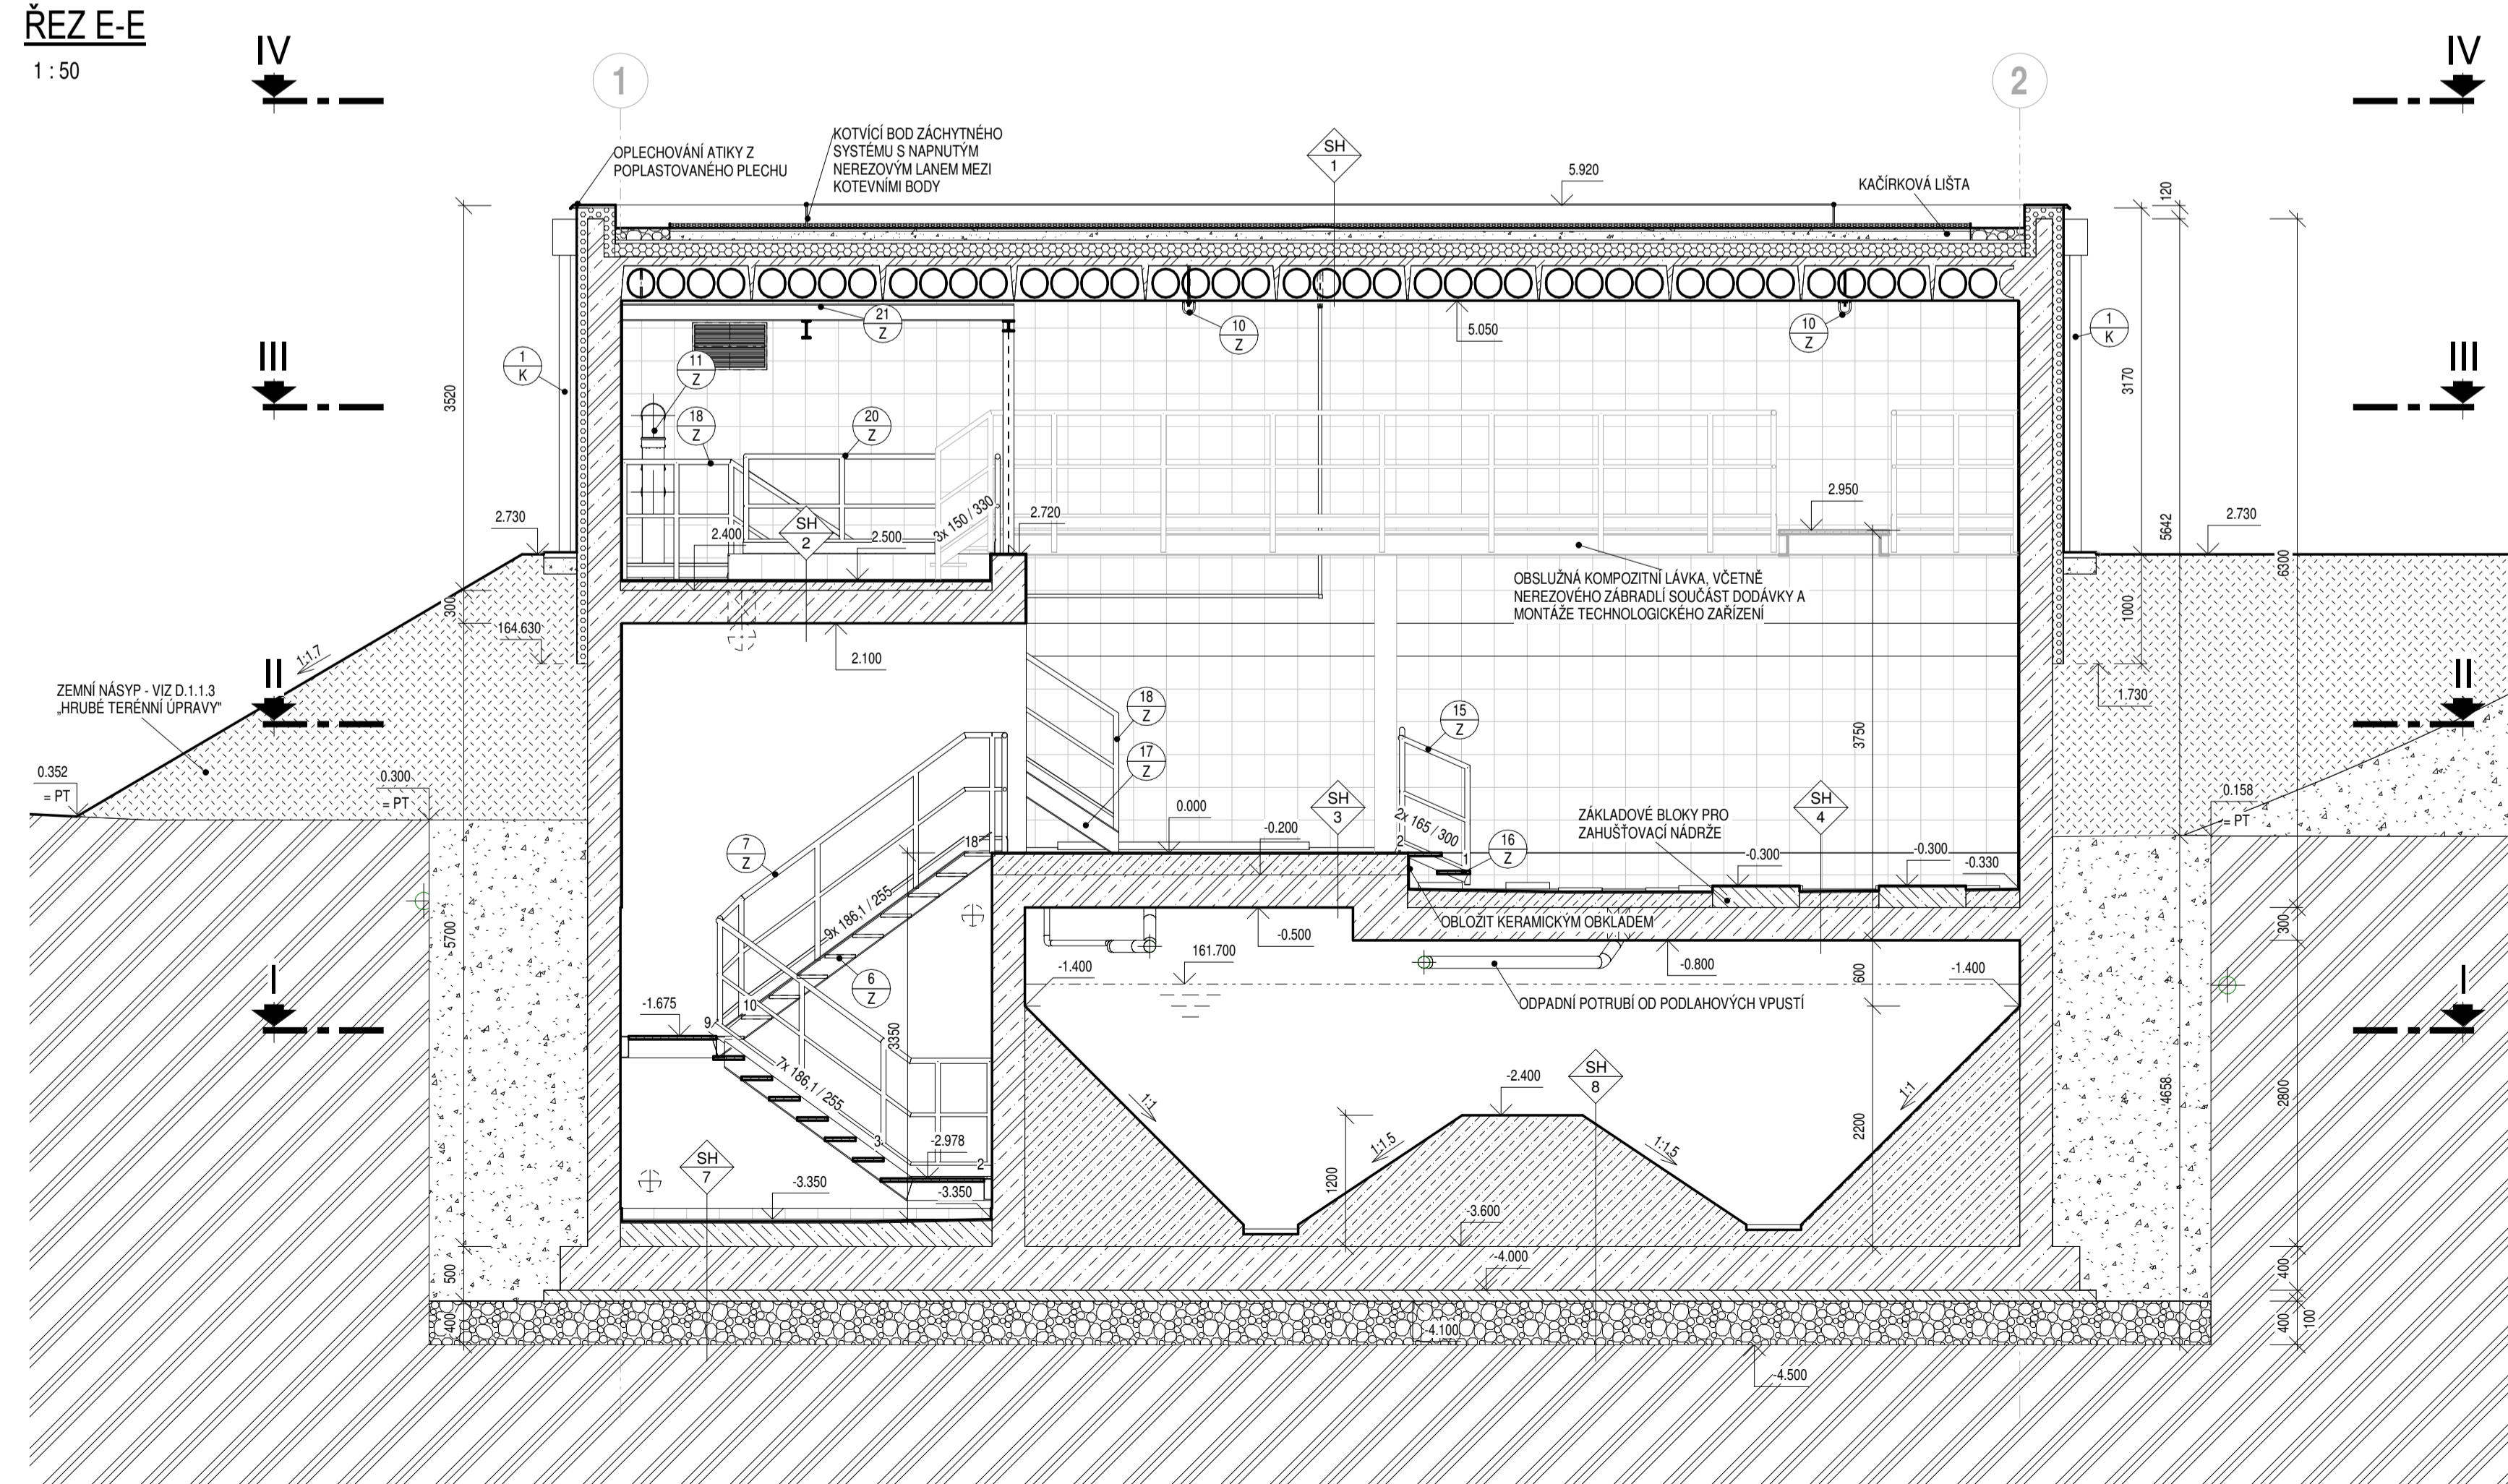 ŘEZ E-E
1 : 50
IV
IV
1
2
OPLECHOVÁNÍ ATIKY Z
POPLASTOVANÉHO PLECHU
KOTVÍCÍ BOD ZÁCHYTNÉHO
SYSTÉMU S NAPNUTÝM
NEREZOVÝM LANEM MEZI
KOTEVNÍMI BODY
SH
1
5.920
KAČÍRKOVÁ LIŠTA
120
21
Z
10
Z
5.050
10
Z
1
K
1
K
III
III
11
Z
3520
3170
18
Z
20
Z
2.730
2.400
SH
2
2.500
3x 150 / 330
2.720
2.950
5642
2.730
6300
OBSLUŽNÁ KOMPOZITNÍ LÁVKA, VČETNĚ
NEREZOVÉHO ZÁBRADLÍ SOUČÁST DODÁVKY A
MONTÁŽE TECHNOLOGICKÉHO ZAŘÍZENÍ
300
1000
164.630
1:1.7
2.100
II
II
ZEMNÍ NÁSYP - VIZ D.1.1.3
„HRUBÉ TERÉNNÍ ÚPRAVY"
1.730
18
Z
15
Z
3750
17
Z
0.352
= PT
0.300
= PT
0.158
= PT
0.000
-0.200
SH
3
2x 165 / 300
2
1
16
Z
ZÁKLADOVÉ BLOKY PRO
ZAHUŠŤOVACÍ NÁDRŽE
SH
4
-0.300
-0.300
-0.330
7
Z
18
9x 186,1 / 255
5700
-0.500
OBLOŽIT KERAMICKÝM OBKLADEM
300
161.700
-1.400
-0.800
600
-1.400
I
I
6
Z
-1.675
10
9
ODPADNÍ POTRUBÍ OD PODLAHOVÝCH VPUSTÍ
3350
7x 186,1 / 255
-2.400
SH
8
1:1
1:1
4658
2800
2200
3
-2.978
2
1:1.5
1:1.5
SH
7
-3.350
-3.350
1200
-3.600
-4.000
500
400
400
-4.100
400
100
-4.500